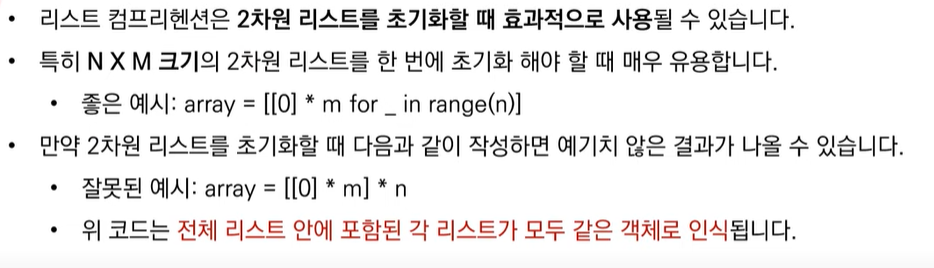 • 리스트 컴프리헨션은 2차원 리스트를 초기화할 때 효과적으로 사용될 수 있습니다.
• 특히 N X M 크기의 2차원 리스트를 한 번에 초기화 해야 할 때 매우 유용합니다.
• 좋은 예시: array = [[0] * m for _ in range(n)]
• 만약 2차원 리스트를 초기화할 때 다음과 같이 작성하면 예기치 않은 결과가 나올 수 있습니다.
• 잘못된 예시: array = [[0] * m] * n
• 위 코드는 전체 리스트 안에 포함된 각 리스트가 모두 같은 객체로 인식됩니다.